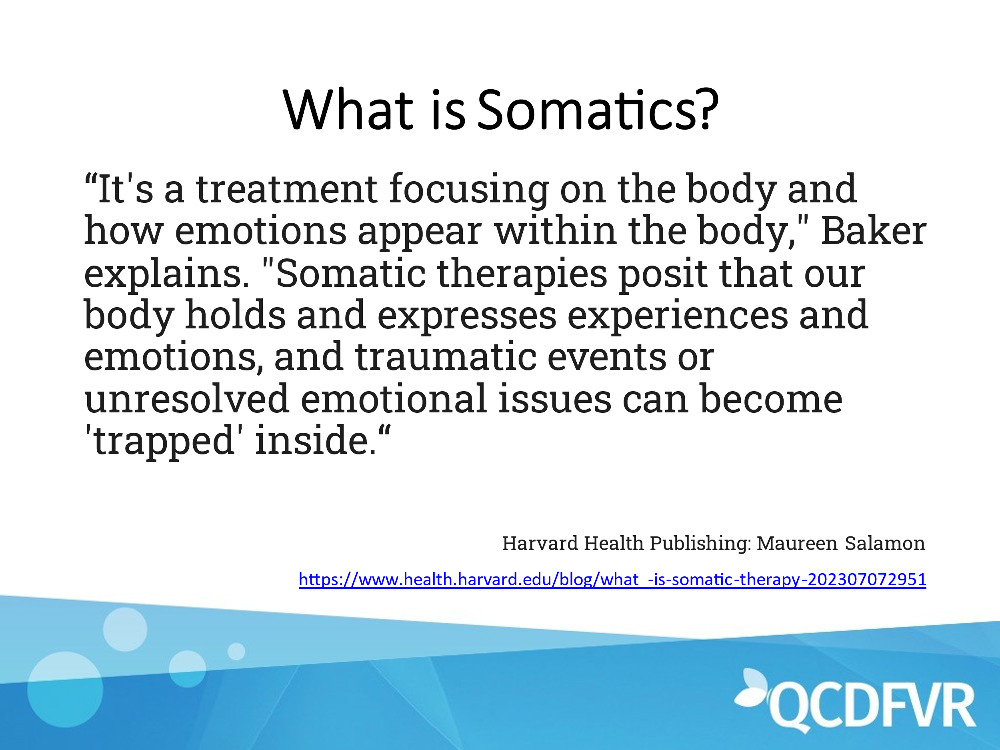 What is Somatics?
“It's a treatment focusing on the body and
how emotions appear within the body," Baker
explains. "Somatic therapies posit that our
body holds and expresses experiences and
emotions, and traumatic events or
unresolved emotional issues can become
'trapped' inside.“
Harvard Health Publishing: Maureen Salamon
https://www.health.harvard.edu/blog/what -is-somatic-therapy-202307072951
QCDFVR